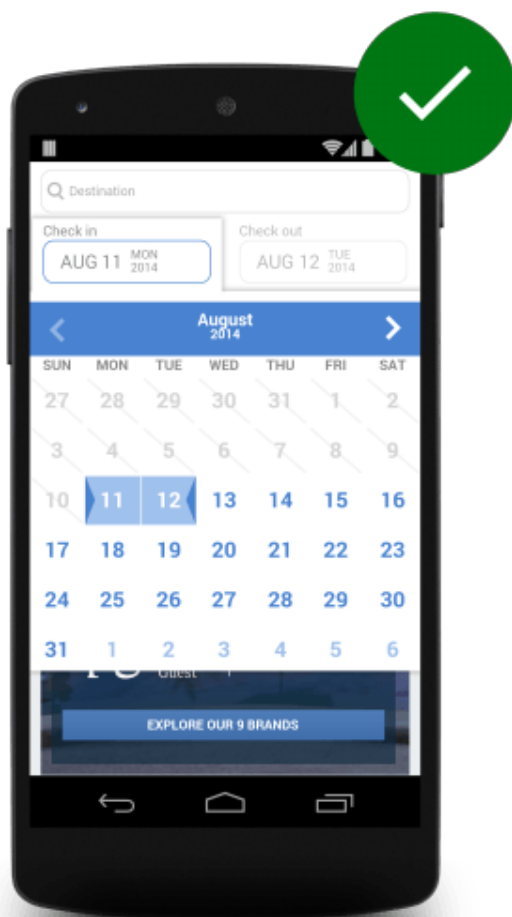 Destination
Check in
Check out
AUG 11 MON 2014
AUG 12 TUE 2014
August
2014
SUN MON TUE WED THU FRI SAT
27 28 29 30 31 1 2
3 4 5 6 7 8 9
10 11 12 13 14 15 16
17 18 19 20 21 22 23
24 25 26 27 28 29 30
31 1 2 3 4 5 6
Guest
EXPLORE OUR 9 BRANDS